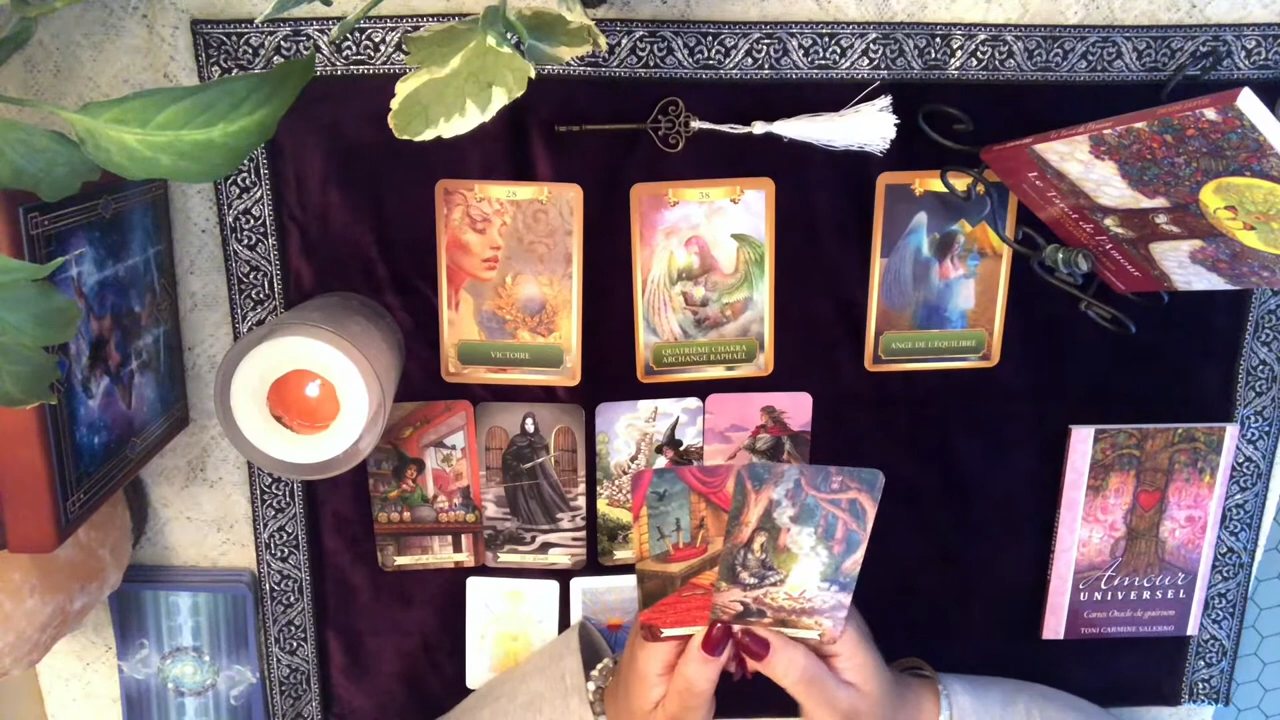 28
VICTOIRE
38
QUATRIÈME CHAKRA
ARCHANGE RAPHAËL
ANGE DE L'ÉQUILIBRE
Le Tarot de l'Amour
Amour
UNIVERSEL
Cartes Oracle de guérison
TONI CARMINE SALERNO